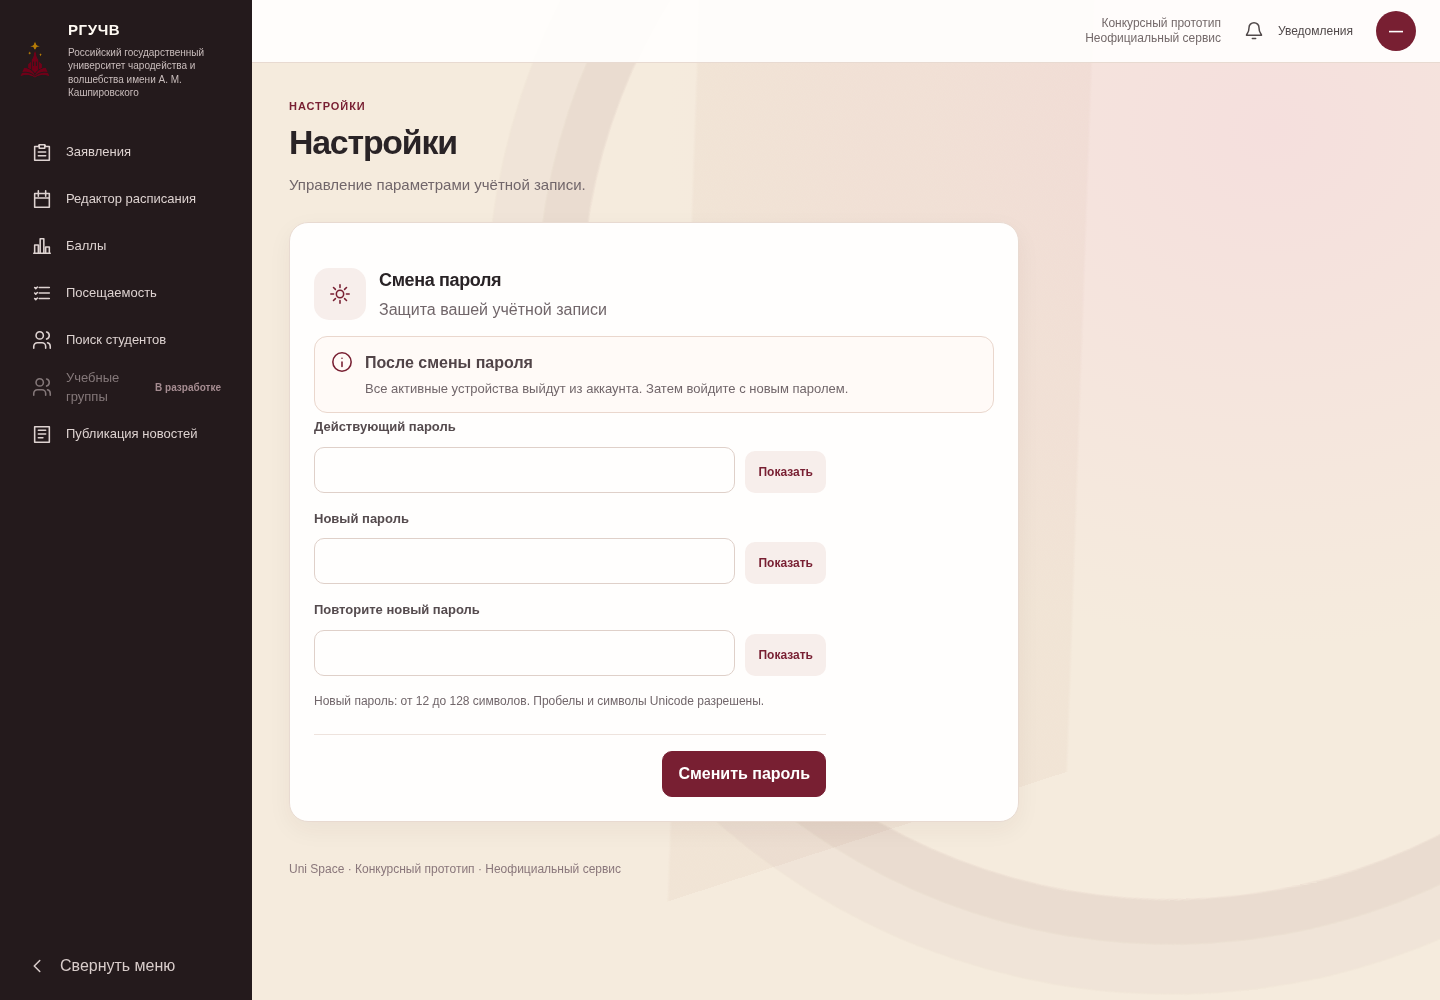 РГУЧВ
Российский государственный
университет чародейства и
волшебства имени А. М.
Кашпировского
Заявления
Редактор расписания
Баллы
Посещаемость
Поиск студентов
Учебные
группы
В разработке
Публикация новостей
Свернуть меню
Конкурсный прототип
Неофициальный сервис
Уведомления
НАСТРОЙКИ
Настройки
Управление параметрами учётной записи.
Смена пароля
Защита вашей учётной записи
После смены пароля
Все активные устройства выйдут из аккаунта. Затем войдите с новым паролем.
Действующий пароль
Показать
Новый пароль
Показать
Повторите новый пароль
Показать
Новый пароль: от 12 до 128 символов. Пробелы и символы Unicode разрешены.
Сменить пароль
Uni Space · Конкурсный прототип · Неофициальный сервис